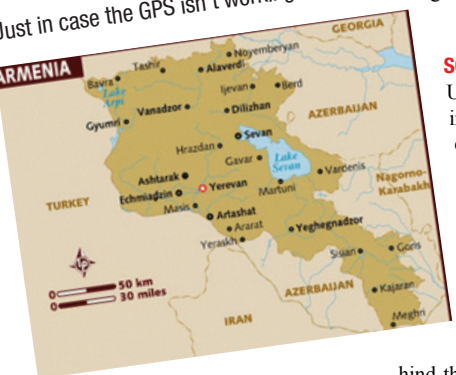 Just in case the GPS isn't working
ARMENIA
GEORGIA
Noyemberyan
Tashir
Alaverdi
Bavra
Lake
Arpi
Ijevan
Berd
Vanadzor
Dilizhan
AZERBAIJAN
Gyumri
Sevan
Hrazdan
Gavar
Lake
Sevan
Vardenis
Nagorno-
Karabakh
Ashtarak
Yerevan
Martuni
Echmiadzin
TURKEY
Masis
Artashat
Ararat
Yeghegnadzor
Yeraskh
Sisian
Goris
50 km
30 miles
0
0
AZERBAIJAN
Kajaran
IRAN
Meghri
hind th